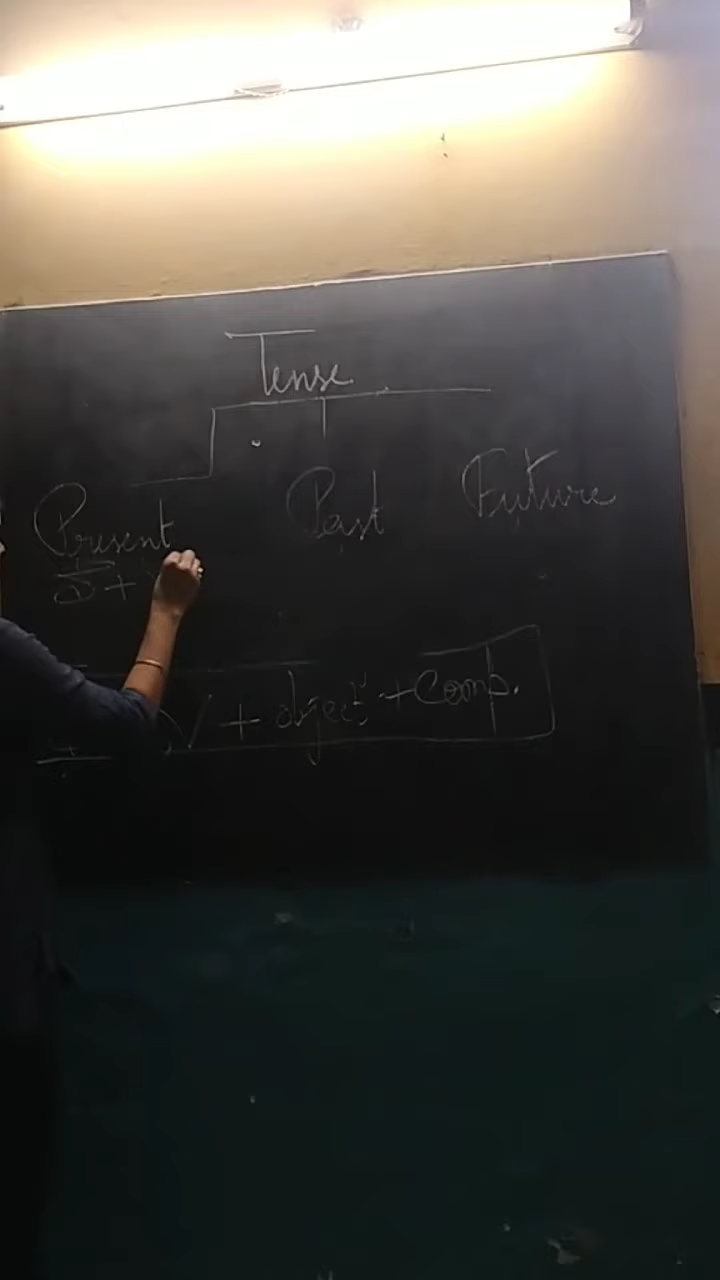 Tense
Present Past Future
S +
V + object + Comp.